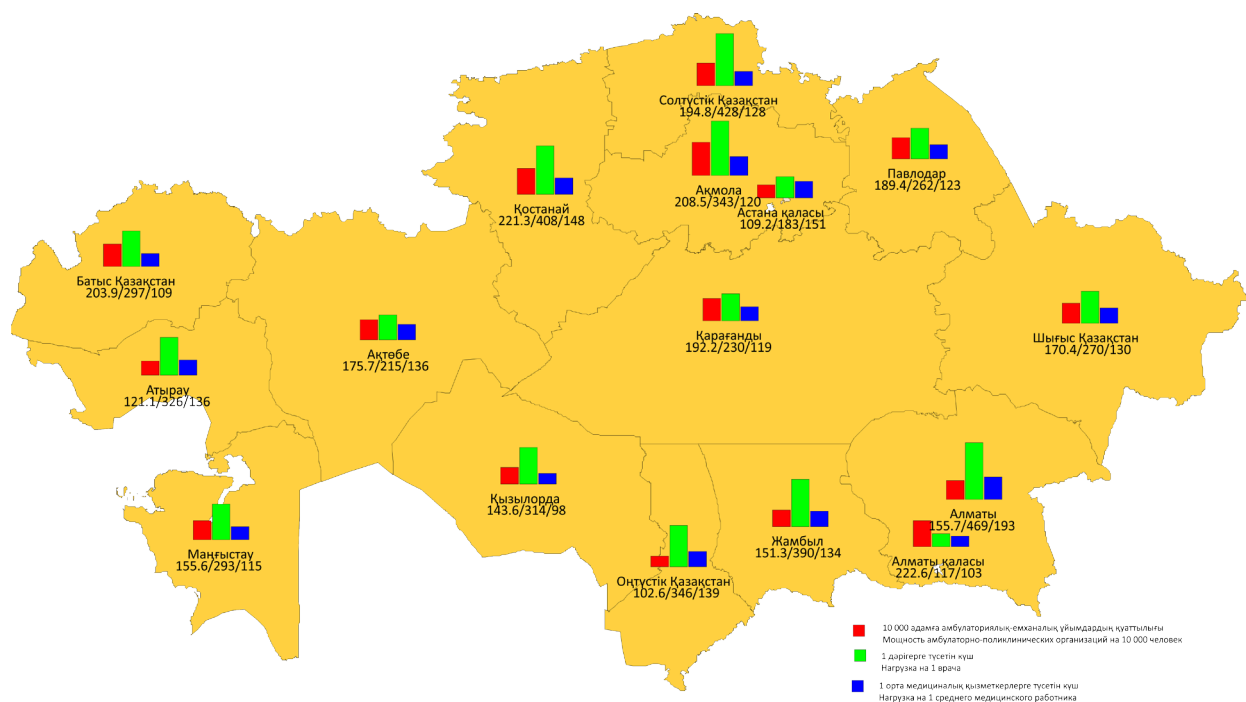 Солтүстік Қазақстан
194.8/428/128
Павлодар
189.4/262/123
Ақмола
208.5/343/120
Астана қаласы
109.2/183/151
Қостанай
221.3/408/148
Батыс Қазақстан
203.9/297/109
Қарағанды
192.2/230/119
Шығыс Қазақстан
170.4/270/130
Ақтөбе
175.7/215/136
Атырау
121.1/326/136
Қызылорда
143.6/314/98
Алматы
155.7/469/193
Жамбыл
151.3/390/134
Маңғыстау
155.6/293/115
Алматы қаласы
222.6/117/103
Оңтүстік Қазақстан
102.6/346/139
10 000 адамға амбулаториялық-емханалық ұйымдардың қуаттылығы
Мощность амбулаторно-поликлинических организаций на 10 000 человек
1 дәрігерге түсетін күш
Нагрузка на 1 врача
1 орта медициналық қызметкерлерге түсетін күш
Нагрузка на 1 среднего медицинского работника